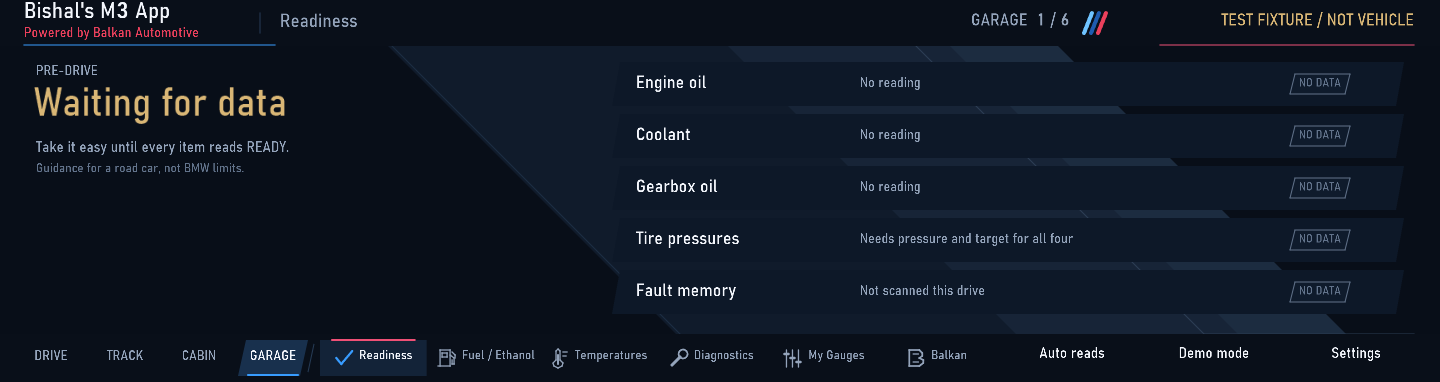 Bishal's M3 App
Powered by Balkan Automotive
Readiness
GARAGE 1 / 6
TEST FIXTURE / NOT VEHICLE
PRE-DRIVE
Waiting for data
Take it easy until every item reads READY.
Guidance for a road car, not BMW limits.
Engine oil No reading NO DATA
Coolant No reading NO DATA
Gearbox oil No reading NO DATA
Tire pressures Needs pressure and target for all four NO DATA
Fault memory Not scanned this drive NO DATA
DRIVE TRACK CABIN GARAGE Readiness Fuel / Ethanol Temperatures Diagnostics My Gauges Balkan Auto reads Demo mode Settings